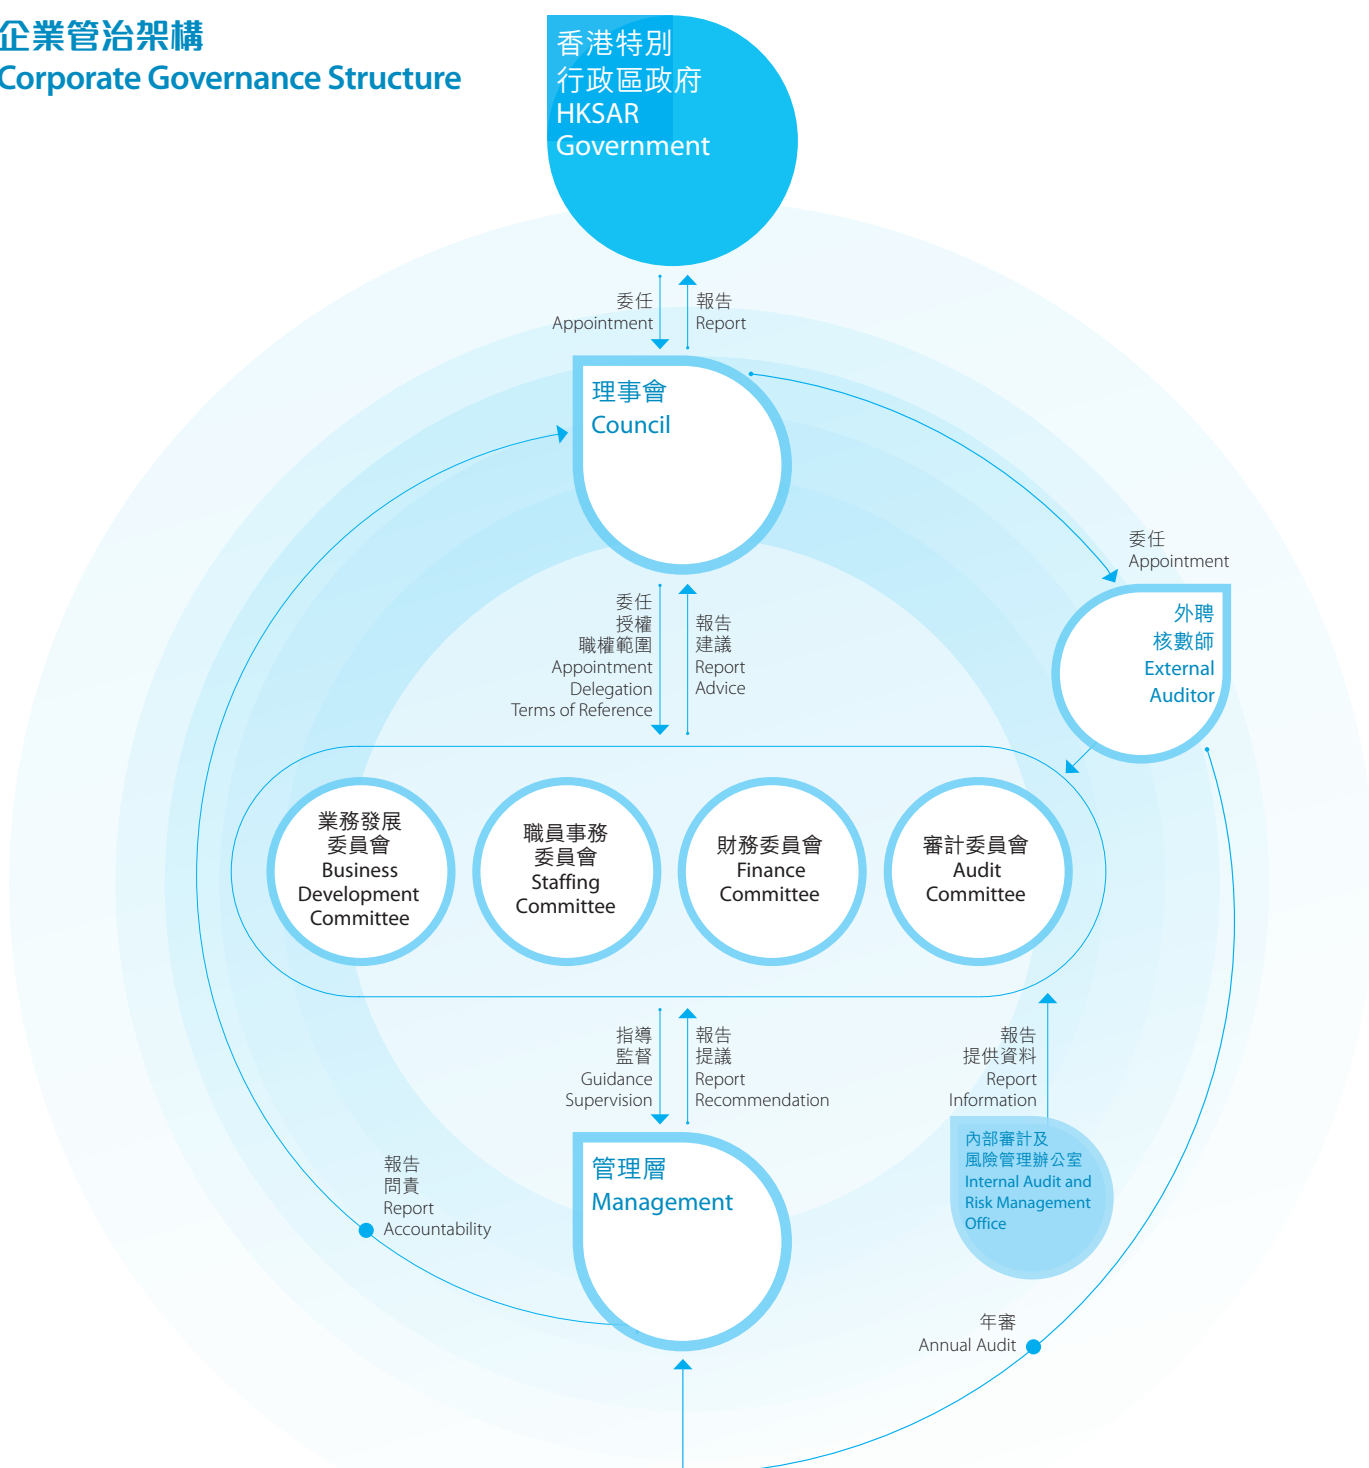 企業管治架構
Corporate Governance Structure
香港特別
行政區政府
HKSAR
Government
委任
Appointment
報告
Report
理事會
Council
委任
Appointment
外聘
核數師
External
Auditor
委任
授權
職權範圍
Appointment
Delegation
Terms of Reference
報告
建議
Report
Advice
業務發展
委員會
Business
Development
Committee
職員事務
委員會
Staffing
Committee
財務委員會
Finance
Committee
審計委員會
Audit
Committee
指導
監督
Guidance
Supervision
報告
提議
Report
Recommendation
報告
提供資料
Report
Information
內部審計及
風險管理辦公室
Internal Audit and
Risk Management
Office
管理層
Management
報告
問責
Report
Accountability
年審
Annual Audit